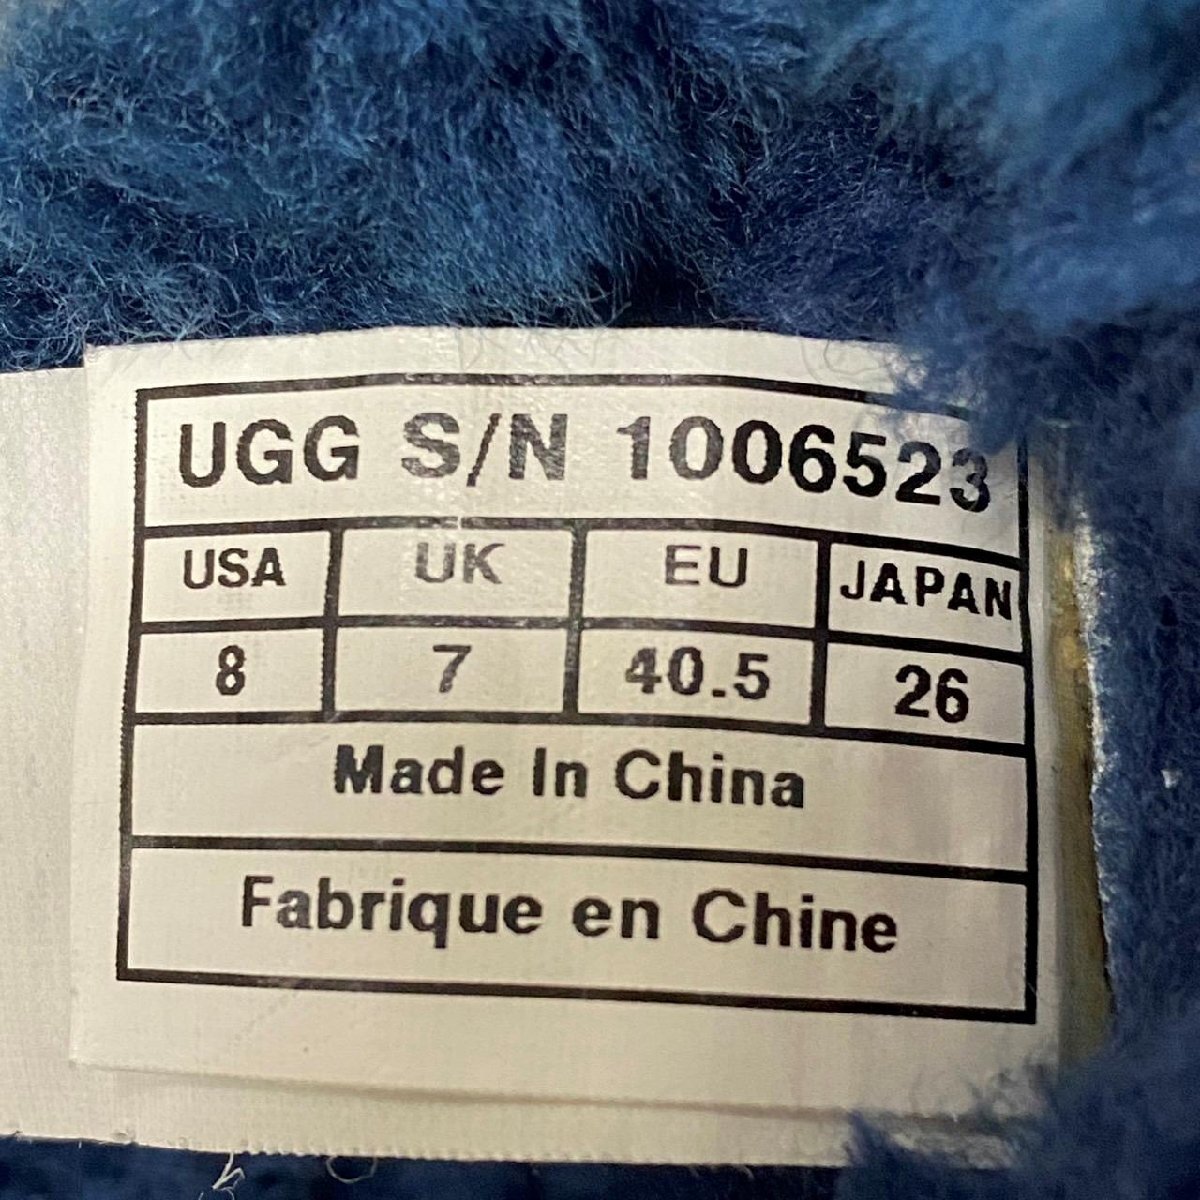 UGG S/N 1006523
USA UK EU JAPAN
8 7 40.5 26
Made In China
Fabrique en Chine